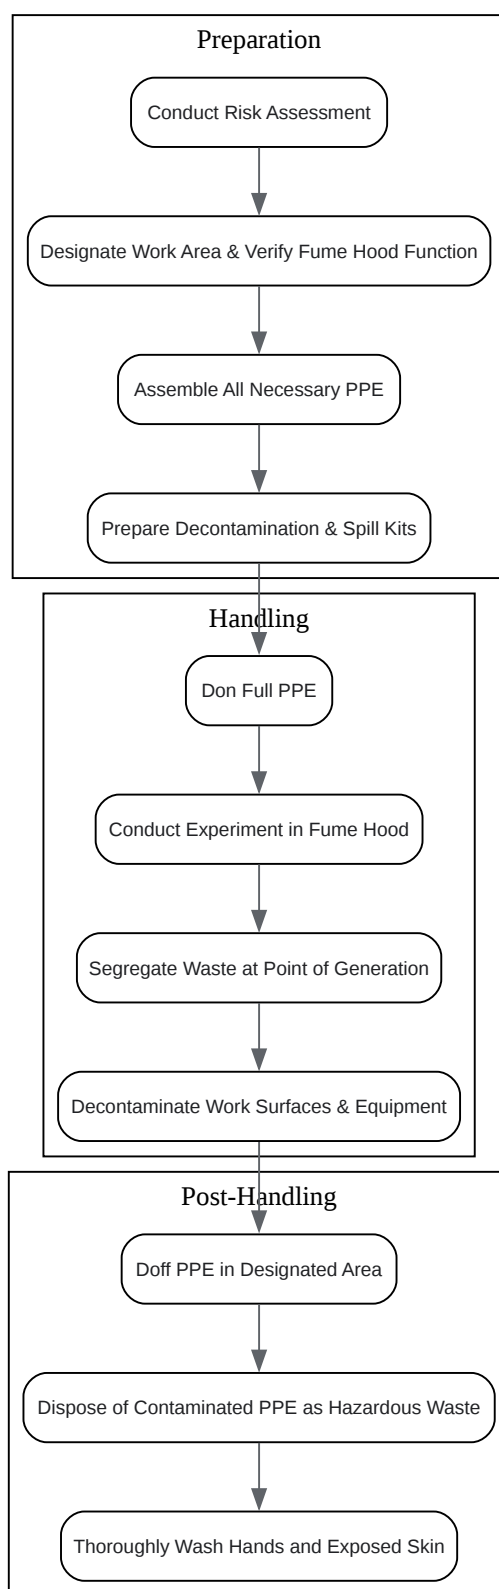 Preparation
Conduct Risk Assessment
Designate Work Area & Verify Fume Hood Function
Assemble All Necessary PPE
Prepare Decontamination & Spill Kits
Handling
Don Full PPE
Conduct Experiment in Fume Hood
Segregate Waste at Point of Generation
Decontaminate Work Surfaces & Equipment
Post-Handling
Doff PPE in Designated Area
Dispose of Contaminated PPE as Hazardous Waste
Thoroughly Wash Hands and Exposed Skin